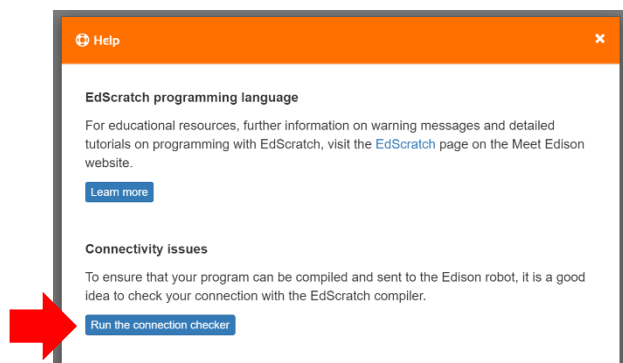 Help ×
EdScratch programming language
For educational resources, further information on warning messages and detailed
tutorials on programming with EdScratch, visit the EdScratch page on the Meet Edison
website.
Learn more
Connectivity issues
To ensure that your program can be compiled and sent to the Edison robot, it is a good
idea to check your connection with the EdScratch compiler.
Run the connection checker